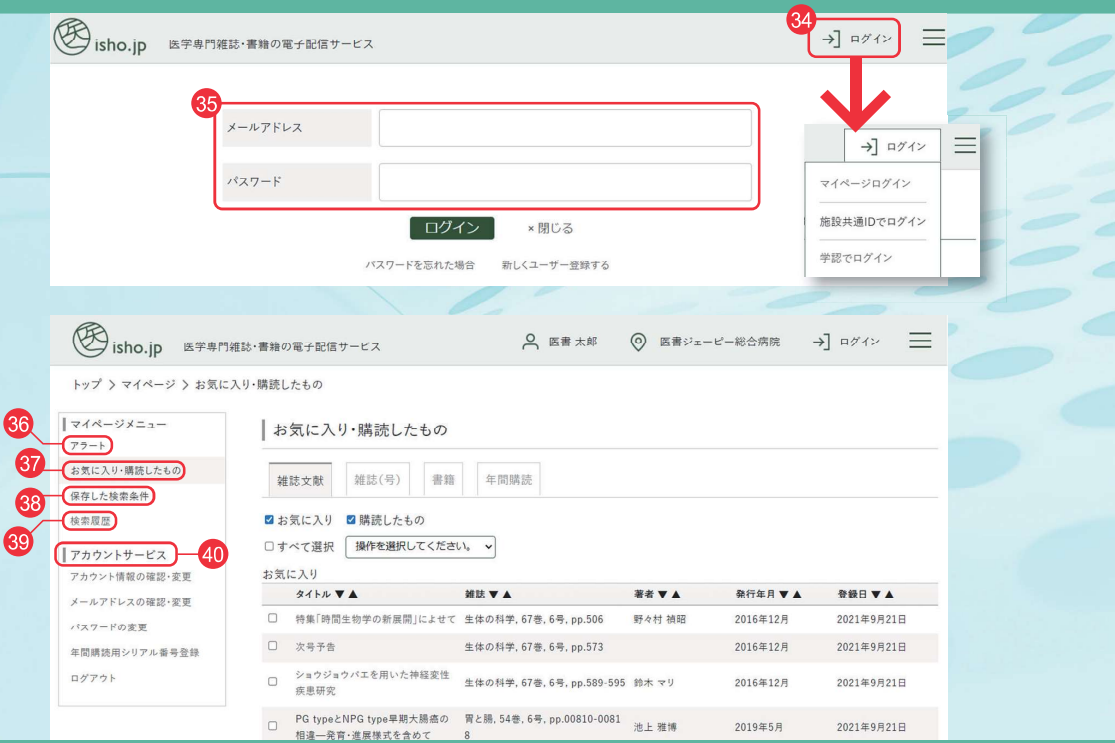 34
医 isho.jp 医学専門雑誌・書籍の電子配信サービス ログイン
35
メールアドレス
パスワード
ログイン ×閉じる
パスワードを忘れた場合 新しくユーザー登録する
ログイン
マイページログイン
施設共通IDでログイン
学認でログイン
医 isho.jp 医学専門雑誌・書籍の電子配信サービス 医書 太郎 医書ジェーピー総合病院 ログイン
トップ > マイページ > お気に入り・購読したもの
マイページメニュー
36 アラート
37 お気に入り・購読したもの
38 保存した検索条件
39 検索履歴
アカウントサービス 40
アカウント情報の確認・変更
メールアドレスの確認・変更
パスワードの変更
年間購読用シリアル番号登録
ログアウト
お気に入り・購読したもの
雑誌文献 雑誌(号) 書籍 年間購読
お気に入り 購読したもの
すべて選択 操作を選択してください。
お気に入り
タイトル ▼ ▲ 雑誌 ▼ ▲ 著者 ▼ ▲ 発行年月 ▼ ▲ 登録日 ▼ ▲
特集「時間生物学の新展開」によせて 生体の科学, 67巻, 6号, pp.506 野々村 禎昭 2016年12月 2021年9月21日
次号予告 生体の科学, 67巻, 6号, pp.573 2016年12月 2021年9月21日
ショウジョウバエを用いた神経変性
疾患研究 生体の科学, 67巻, 6号, pp.589-595 鈴木 マリ 2016年12月 2021年9月21日
PG typeとNPG type早期大腸癌の 胃と腸, 54巻, 6号, pp.00810-0081
相違―発育・進展様式を含めて 8 池上 雅博 2019年5月 2021年9月21日